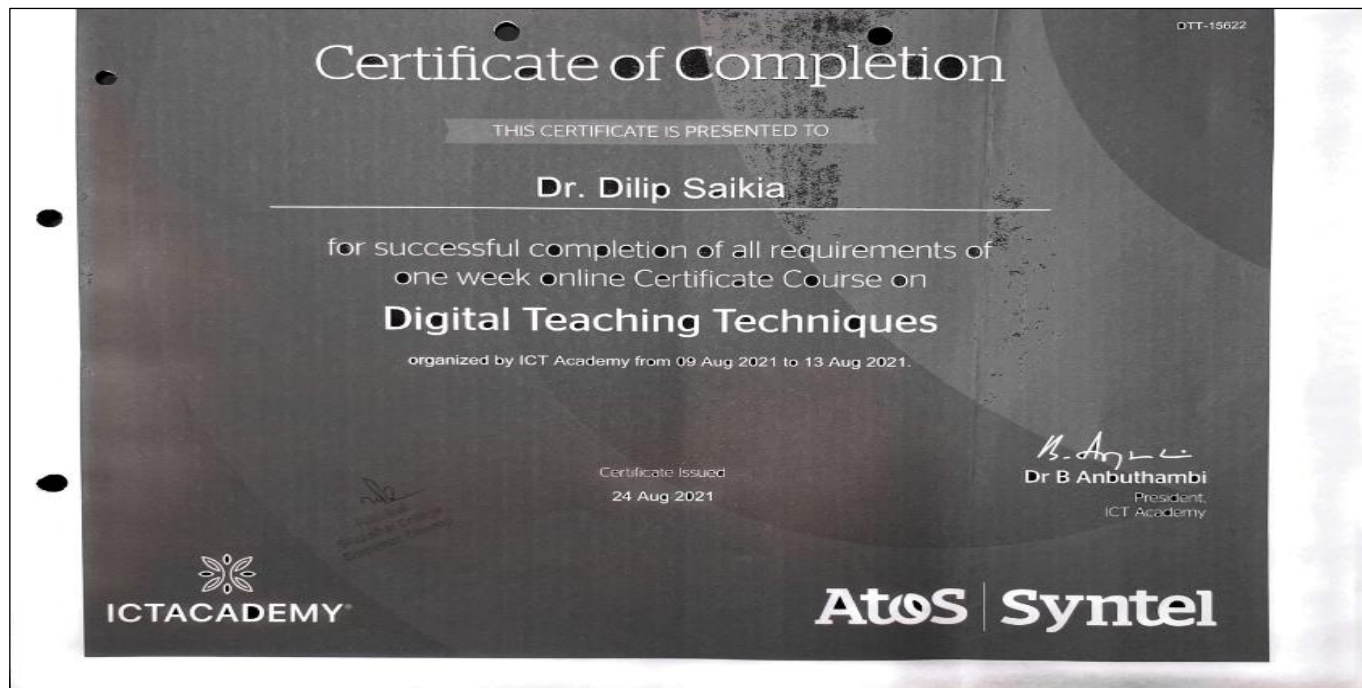 DTT-15622
Certificate of Completion
THIS CERTIFICATE IS PRESENTED TO
Dr. Dilip Saikia
for successful completion of all requirements of
one week online Certificate Course on
Digital Teaching Techniques
organized by ICT Academy from 09 Aug 2021 to 13 Aug 2021.
Certificate Issued
24 Aug 2021
Dr B Anbuthambi
President,
ICT Academy
ICTACADEMY
Atos | Syntel